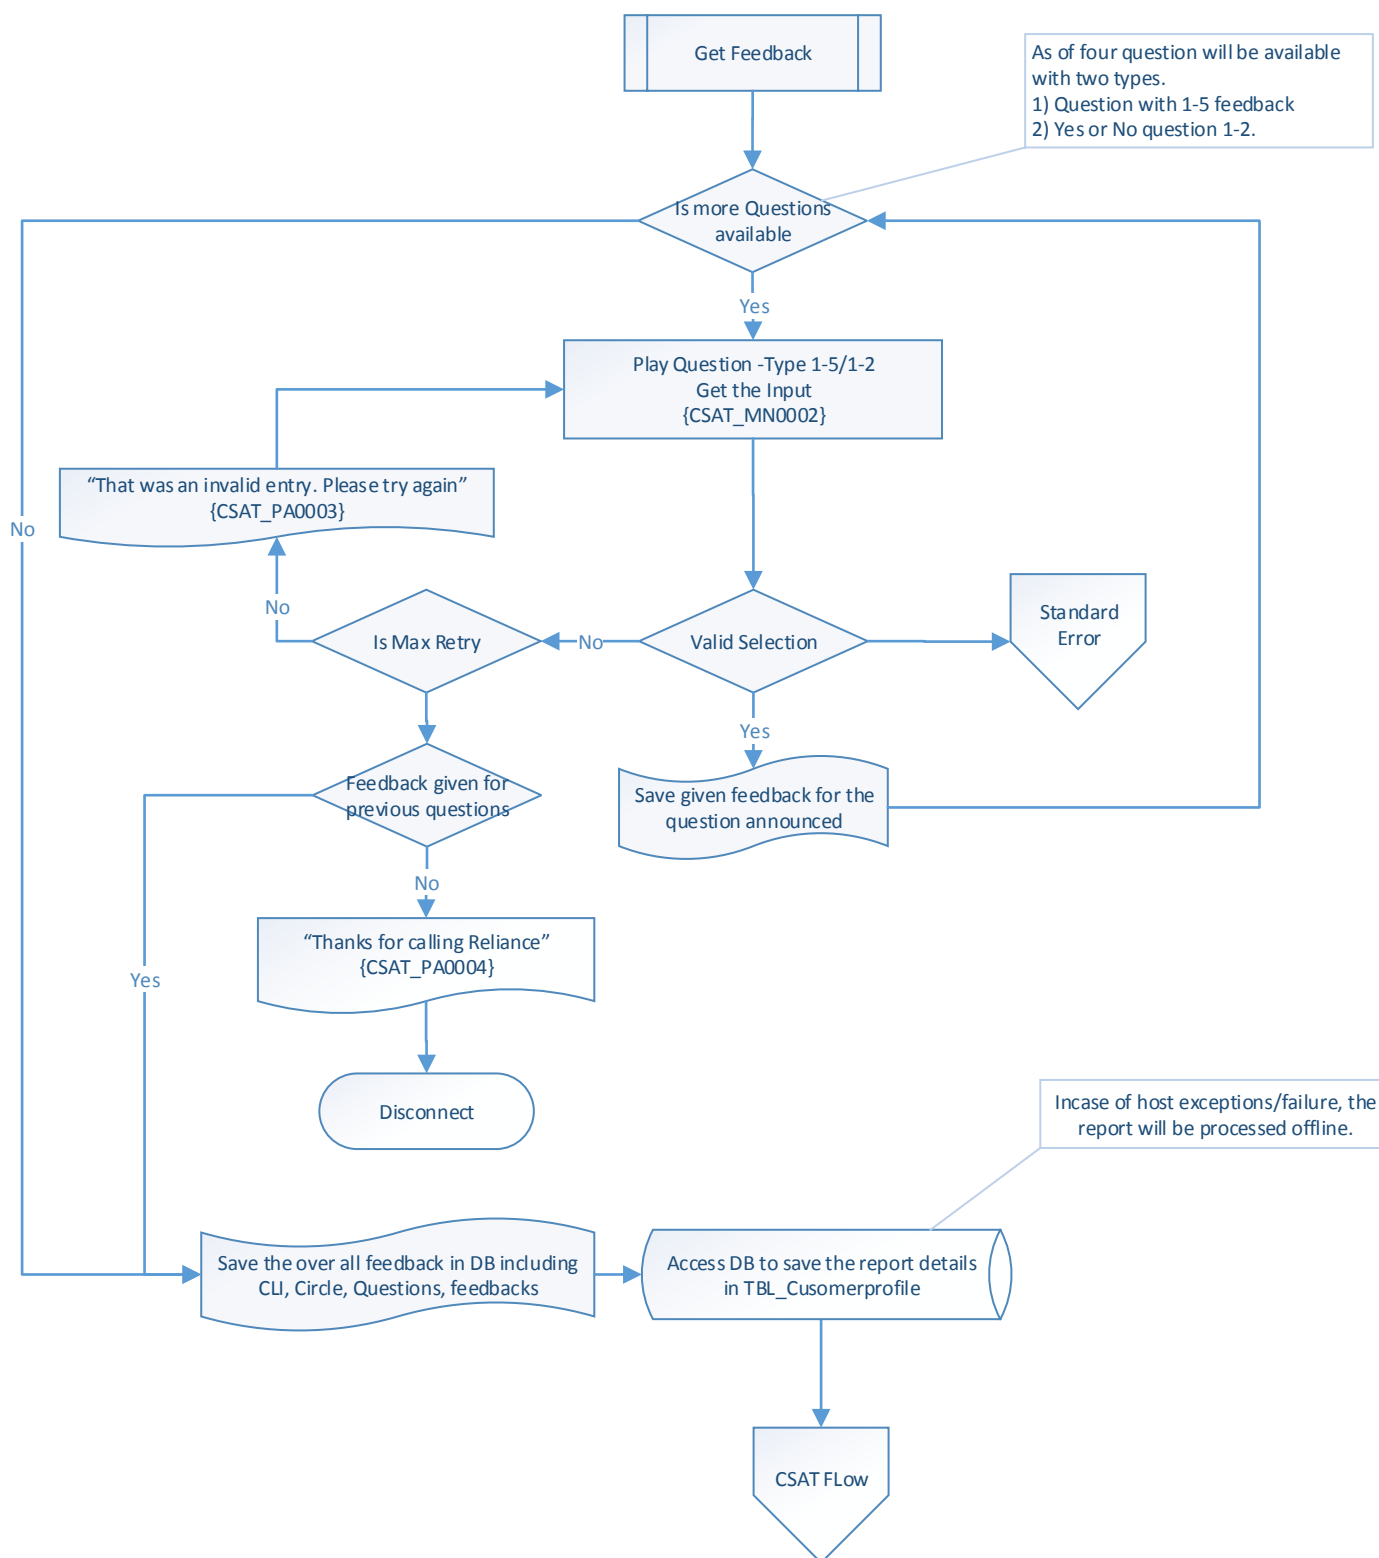 Get Feedback
As of four question will be available
with two types.
1) Question with 1-5 feedback
2) Yes or No question 1-2.
Is more Questions
available
Yes
Play Question -Type 1-5/1-2
Get the Input
{CSAT_MN0002}
“That was an invalid entry. Please try again”
{CSAT_PA0003}
No
No
Is Max Retry
No
Valid Selection
Standard
Error
Yes
Feedback given for
previous questions
Save given feedback for the
question announced
No
“Thanks for calling Reliance”
{CSAT_PA0004}
Yes
Disconnect
Incase of host exceptions/failure, the
report will be processed offline.
Save the over all feedback in DB including
CLI, Circle, Questions, feedbacks
Access DB to save the report details
in TBL_Cusomerprofile
CSAT FLow